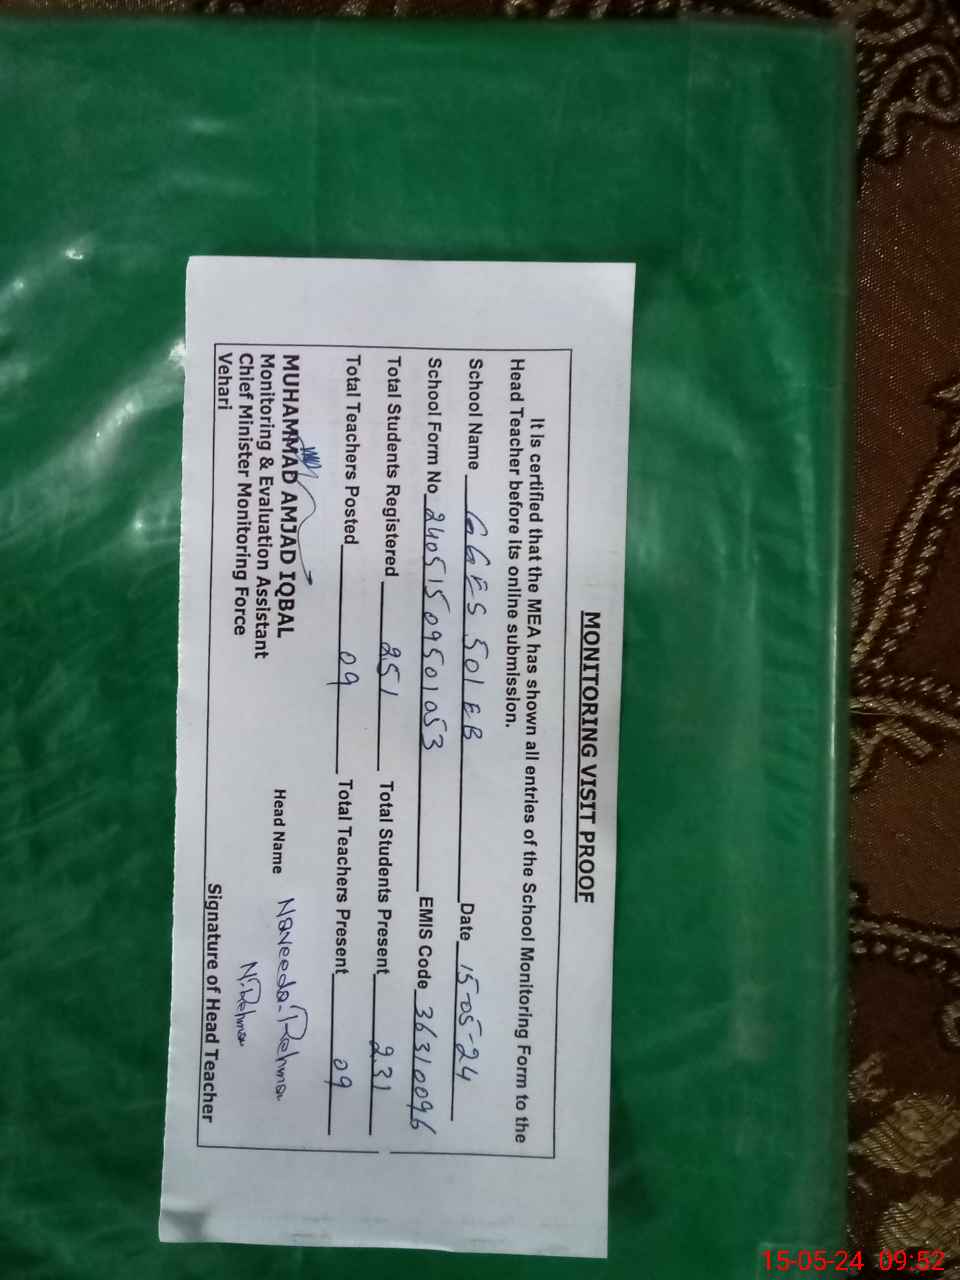 MONITORING VISIT PROOF
It is certified that the MEA has shown all entries of the School Monitoring Form to the
Head Teacher before its online submission.
School Name GGES 501 EB Date 15-05-24
School Form No 24051509501053 EMIS Code 36310096
Total Students Registered 251 Total Students Present 231
Total Teachers Posted 09 Total Teachers Present 09
MUHAMMAD AMJAD IQBAL
Monitoring & Evaluation Assistant
Chief Minister Monitoring Force
Vehari
Head Name Naveeda Rehman
N.Rehman
Signature of Head Teacher
15-05-24 09:52